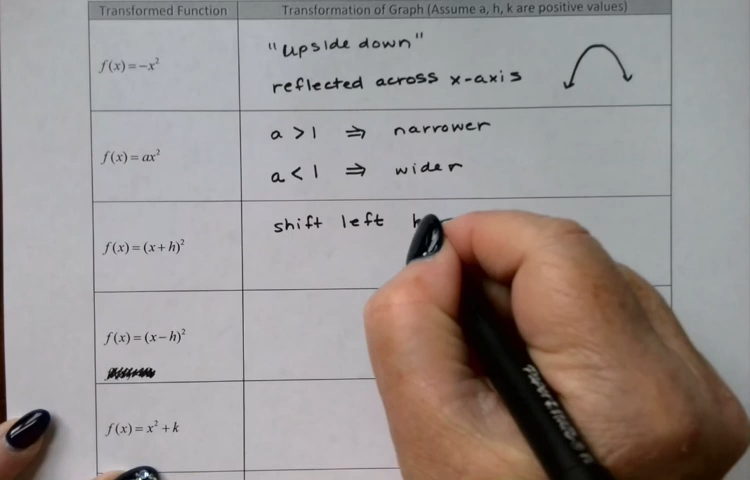 Transformed Function Transformation of Graph (Assume a, h, k are positive values)
f(x) = -x² "upside down"
reflected across x-axis
f(x) = ax² a > 1 ⇒ narrower
a < 1 ⇒ wider
f(x) = (x + h)² shift left h
f(x) = (x - h)²
f(x) = x² + k